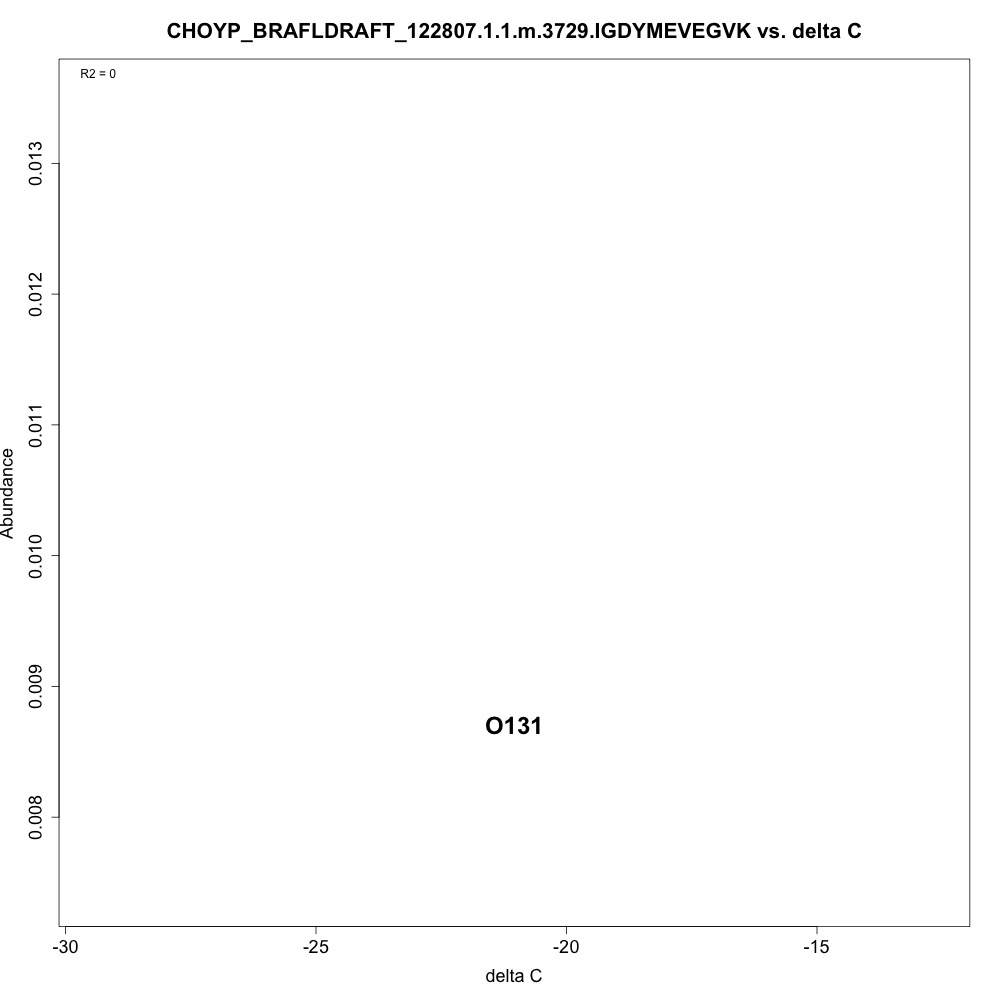 CHOYP_BRAFLDRAFT_122807.1.1.m.3729.IGDYMEVEGVK vs. delta C
R2 = 0
0.013
0.012
0.011
0.010
0.009
0.008
Abundance
O131
-30 -25 -20 -15
delta C